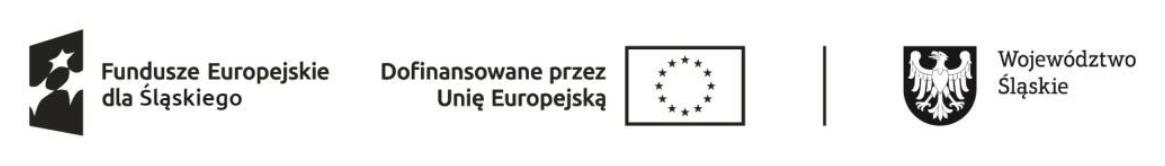 Fundusze Europejskie
dla Śląskiego
Dofinansowane przez
Unię Europejską
Województwo
Śląskie